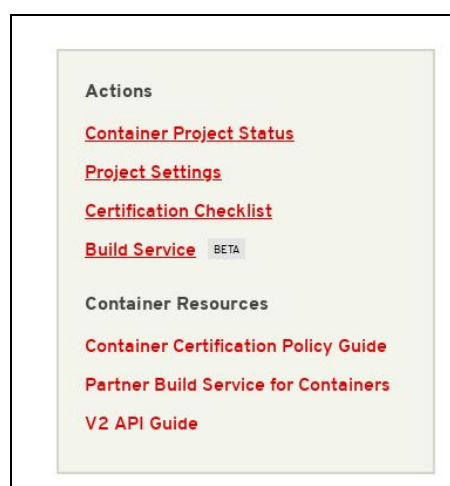 Actions
Container Project Status
Project Settings
Certification Checklist
Build Service BETA
Container Resources
Container Certification Policy Guide
Partner Build Service for Containers
V2 API Guide